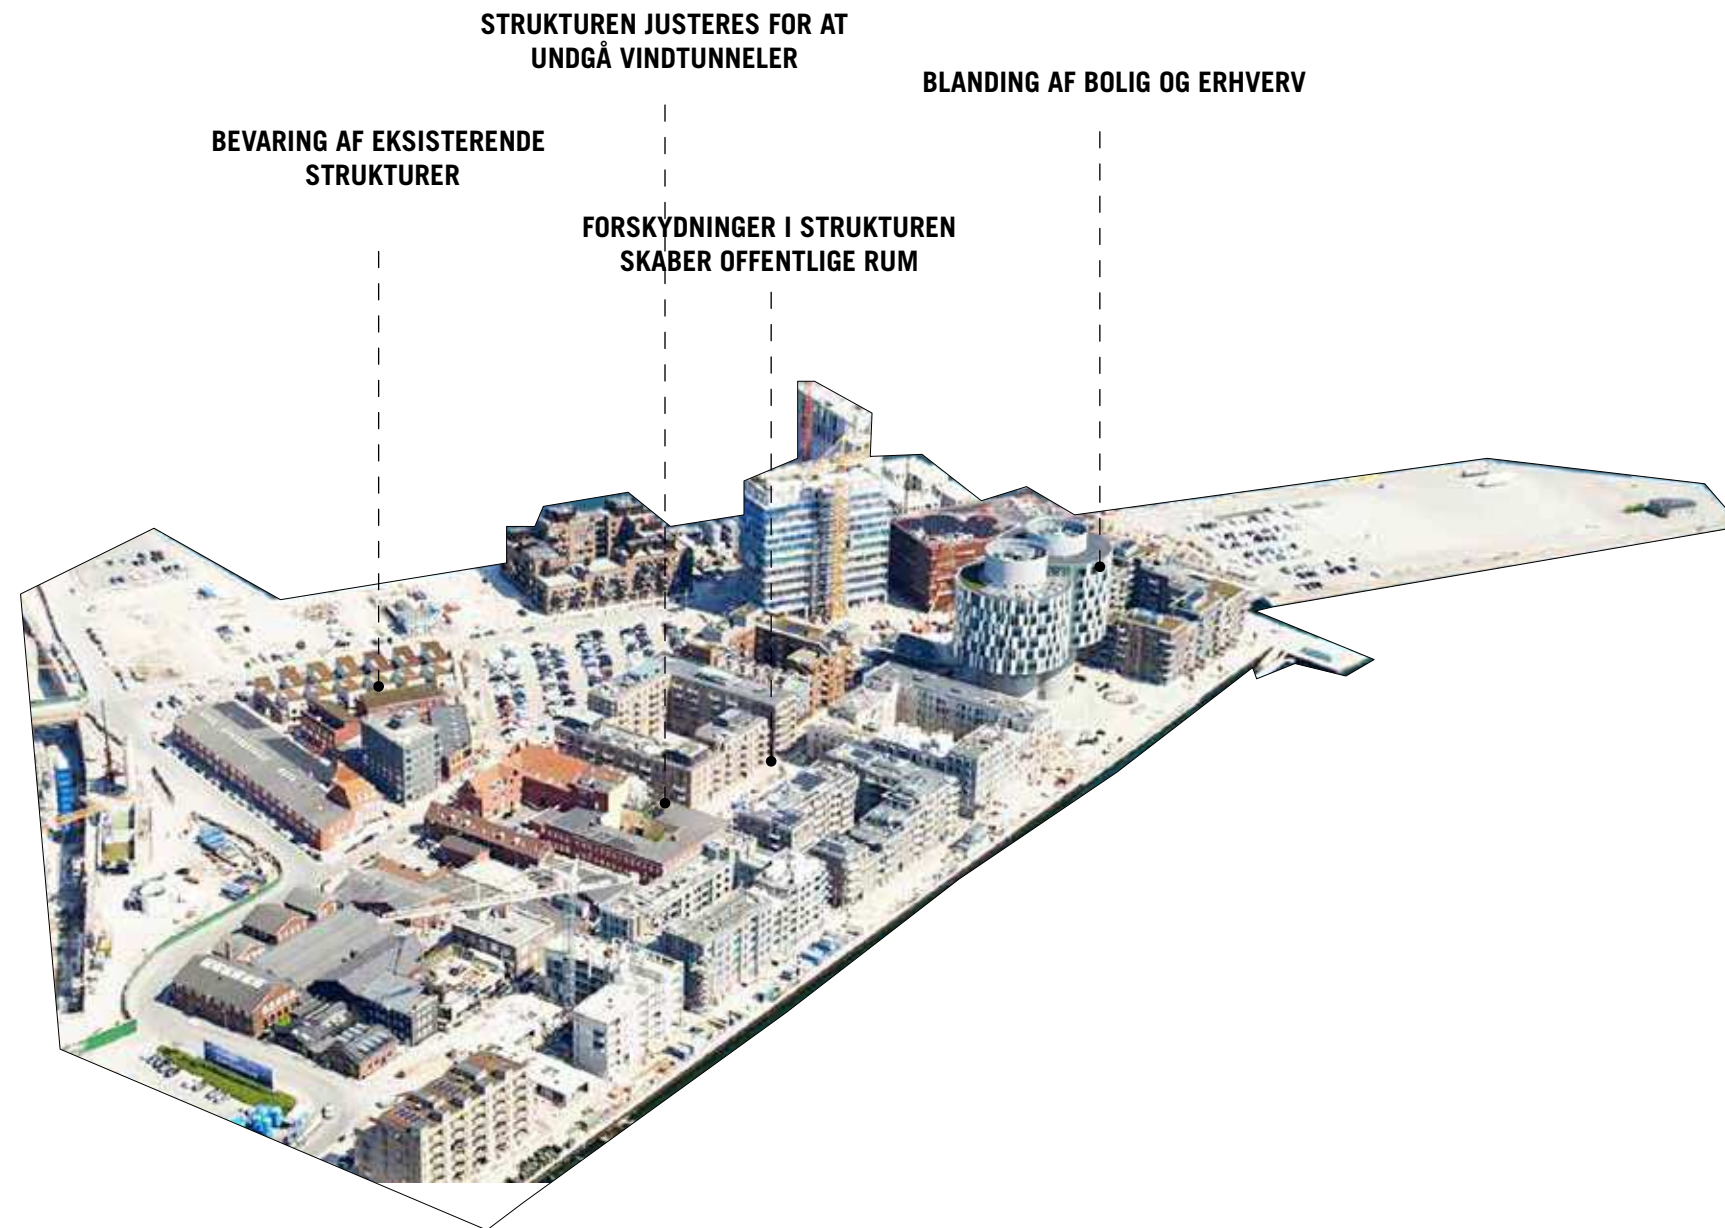 STRUKTUREN JUSTERES FOR AT
UNDGÅ VINDTUNNELER
BLANDING AF BOLIG OG ERHVERV
BEVARING AF EKSISTERENDE
STRUKTURER
FORSKYDNINGER I STRUKTUREN
SKABER OFFENTLIGE RUM